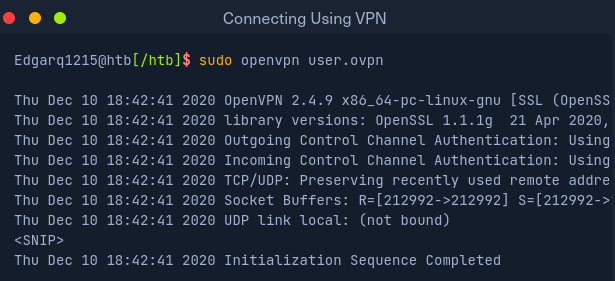 Connecting Using VPN
Edgarq1215@htb[/htb]$ sudo openvpn user.ovpn
Thu Dec 10 18:42:41 2020 OpenVPN 2.4.9 x86_64-pc-linux-gnu [SSL (OpenSS
Thu Dec 10 18:42:41 2020 library versions: OpenSSL 1.1.1g  21 Apr 2020,
Thu Dec 10 18:42:41 2020 Outgoing Control Channel Authentication: Using
Thu Dec 10 18:42:41 2020 Incoming Control Channel Authentication: Using
Thu Dec 10 18:42:41 2020 TCP/UDP: Preserving recently used remote addre
Thu Dec 10 18:42:41 2020 Socket Buffers: R=[212992->212992] S=[212992->
Thu Dec 10 18:42:41 2020 UDP link local: (not bound)
<SNIP>
Thu Dec 10 18:42:41 2020 Initialization Sequence Completed